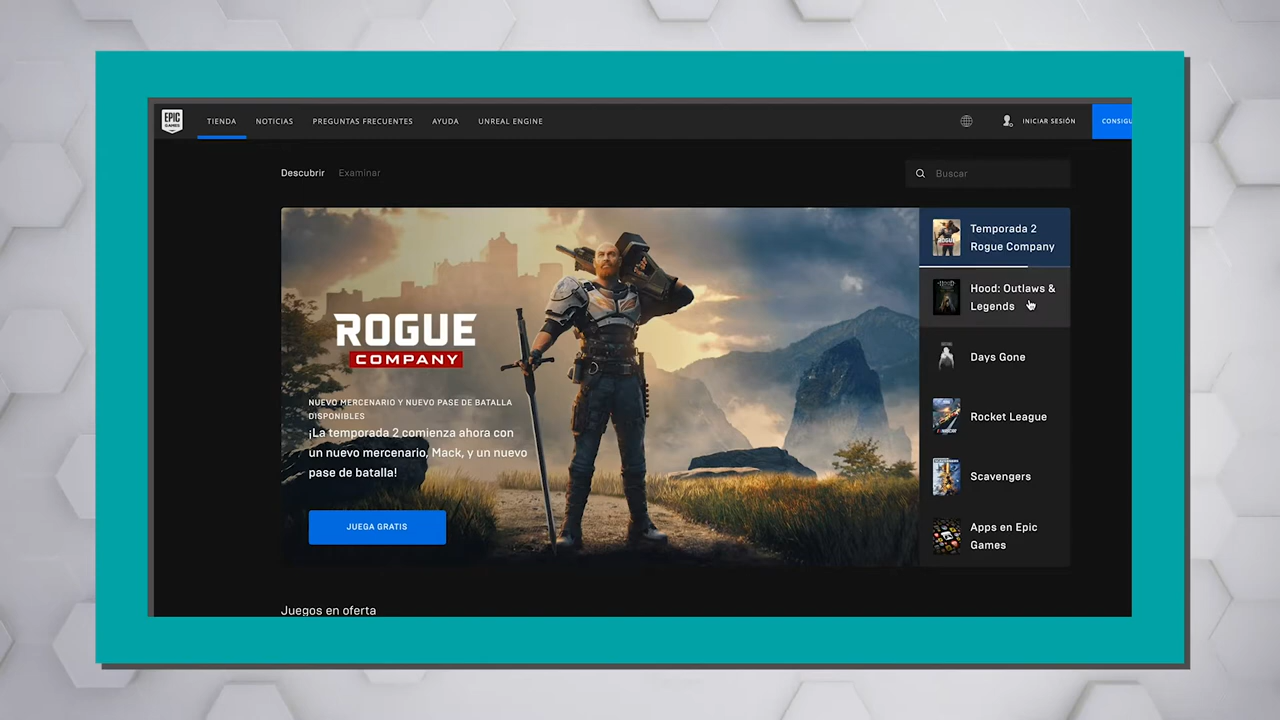 EPIC
GAMES
TIENDA
NOTICIAS
PREGUNTAS FRECUENTES
AYUDA
UNREAL ENGINE
INICIAR SESIÓN
CONSIGU
Descubrir
Examinar
Buscar
ROGUE
COMPANY
NUEVO MERCENARIO Y NUEVO PASE DE BATALLA
DISPONIBLES
¡La temporada 2 comienza ahora con
un nuevo mercenario, Mack, y un nuevo
pase de batalla!
JUEGA GRATIS
Temporada 2
Rogue Company
Hood: Outlaws &
Legends
Days Gone
Rocket League
Scavengers
Apps en Epic
Games
Juegos en oferta